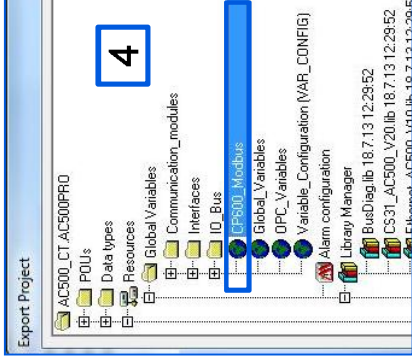 Export Project
4
AC500_CT.AC500PRO
POUs
Data types
Resources
Global Variables
Communication_modules
Interfaces
IO_Bus
CP600_Modbus
Global_Variables
OPC_Variables
Variable_Configuration (VAR_CONFIG)
Alarm configuration
Library Manager
BusDiag.lib 18.7.13 12:29:52
CS31_AC500_V20.lib 18.7.13 12:29:52